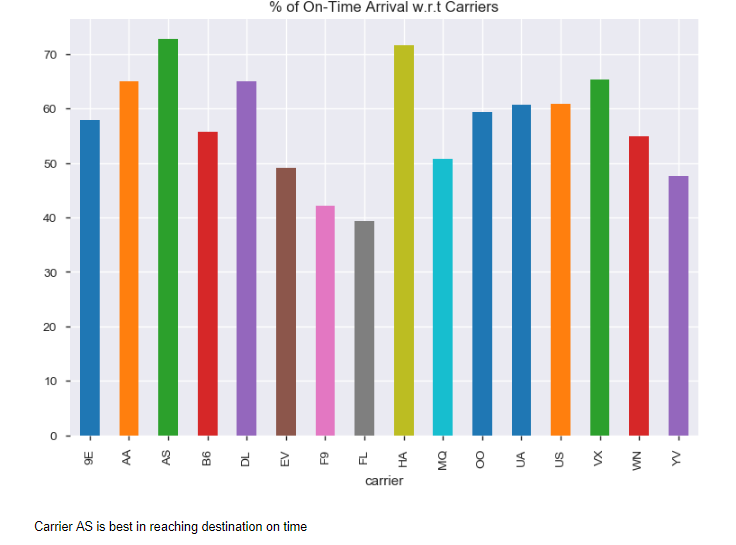 % of On-Time Arrival w.r.t Carriers
70
60
50
40
30
20
10
0
9E AA AS B6 DL EV F9 FL HA MQ OO UA US VX WN YV
carrier
Carrier AS is best in reaching destination on time